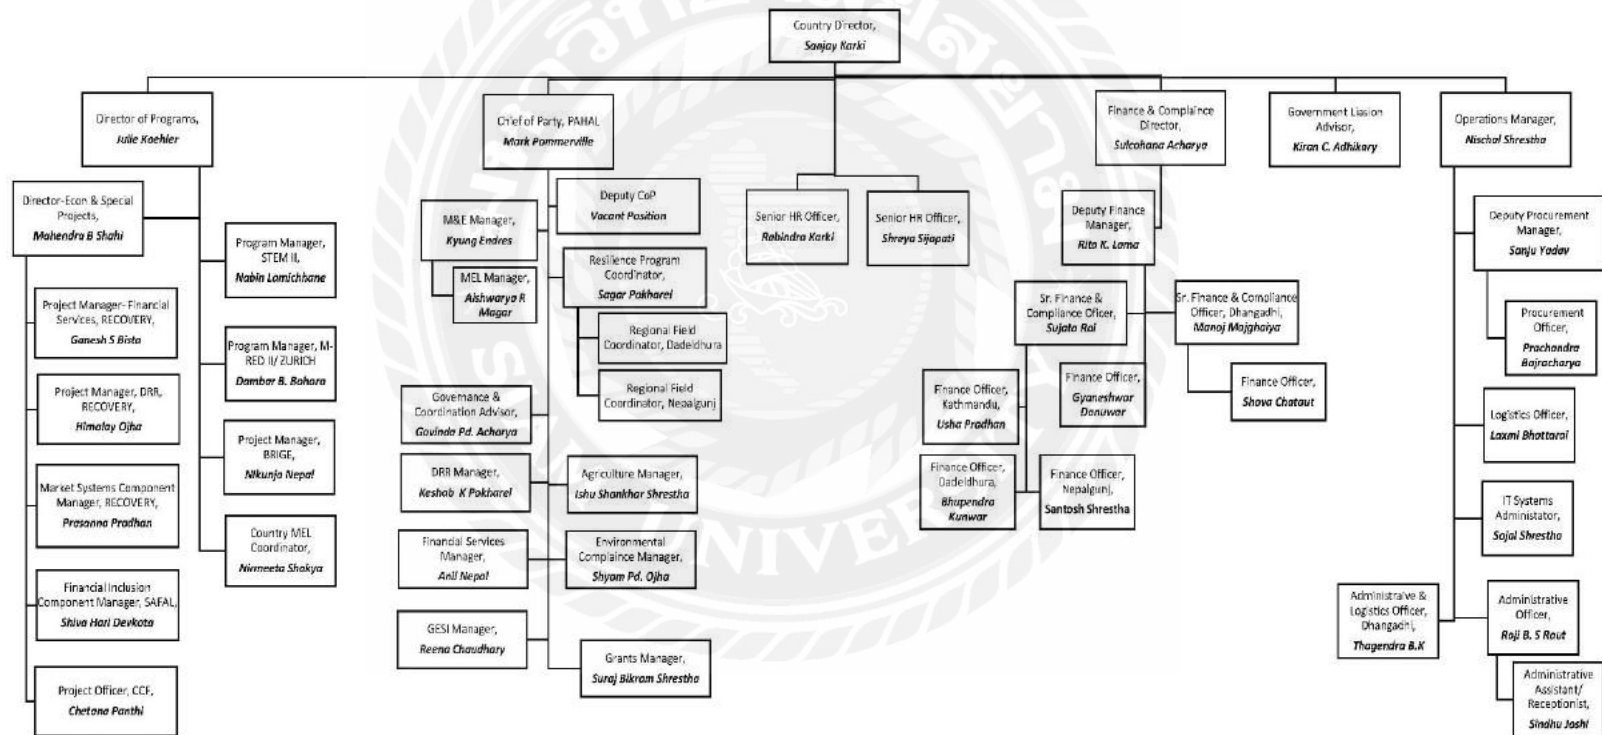 Country Director,
Sanjay Karki
Director of Programs,
Julie Koehler
Chief of Party, PAHAL
Mark Pommerville
Finance & Complaince
Director,
Sulcohana Acharya
Government Liasion
Advisor,
Kiran C. Adhikary
Operations Manager,
Nischal Shrestha
Director-Econ & Special
Projects,
Mahendra B Shahi
Program Manager,
STEM II,
Nabin Lamichhane
Project Manager- Financial
Services, RECOVERY,
Ganesh S Bista
Program Manager, M-
RED II/ ZURICH
Dambar B. Bohara
Project Manager, DRR,
RECOVERY,
Himalay Ojha
Project Manager,
BRIGE,
Nikunja Nepal
Market Systems Component
Manager, RECOVERY,
Prasanna Pradhan
Country MEL
Coordinator,
Nirmeeta Shakya
Financial Inclusion
Component Manager, SAFAL,
Shiva Hari Devkota
Project Officer, CCF,
Chetana Panthi
Deputy CoP
Vacant Position
M&E Manager,
Kyung Endres
MEL Manager,
Aishwarya R
Magar
Resilience Program
Coordinator,
Sagar Pokharel
Regional Field
Coordinator, Dadeldhura
Regional Field
Coordinator, Nepalgunj
Governance &
Coordination Advisor,
Govinda Pd. Acharya
DRR Manager,
Keshab K Pokharel
Agriculture Manager,
Ishu Shankhar Shrestha
Financial Services
Manager,
Anil Nepal
Environmental
Complaince Manager,
Shyam Pd. Ojha
GESI Manager,
Reena Chaudhary
Grants Manager,
Suraj Bikram Shrestha
Senior HR Officer,
Rabindra Karki
Senior HR Officer,
Shreya Sijapati
Deputy Finance
Manager,
Rita K. Lama
Sr. Finance &
Compliance Oficer,
Sujata Rai
Sr. Finance & Compliance
Officer, Dhangadhi,
Manoj Majghaiya
Finance Officer,
Kathmandu,
Usha Pradhan
Finance Officer,
Gyaneshwar
Donuwar
Finance Officer,
Shova Chataut
Finance Officer,
Dadeldhura,
Bhupendra
Kunwar
Finance Officer,
Nepalgunj,
Santosh Shrestha
Deputy Procurement
Manager,
Sanju Yadav
Procurement
Officer,
Prachandra
Bajracharya
Logistics Officer,
Laxmi Bhattarai
IT Systems
Administator,
Sajal Shrestha
Administraive &
Logistics Officer,
Dhangadhi,
Thagendra B.K
Administrative
Officer,
Roji B. S Raut
Administrative
Assistant/
Receptionist,
Sindhu Joshi
UNIVER